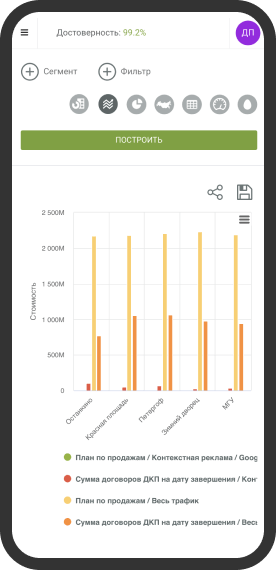 Достоверность: 99.2%
ДП
Сегмент
Фильтр
ПОСТРОИТЬ
2 500M
2 000M
1 500M
1 000M
500M
0
Стоимость
Останкино
Красная площадь
Петергоф
Зимний дворец
МГУ
План по продажам / Контекстная реклама / Goog
Сумма договоров ДКП на дату завершения / Конт
План по продажам / Весь трафик
Сумма договоров ДКП на дату завершения / Весь